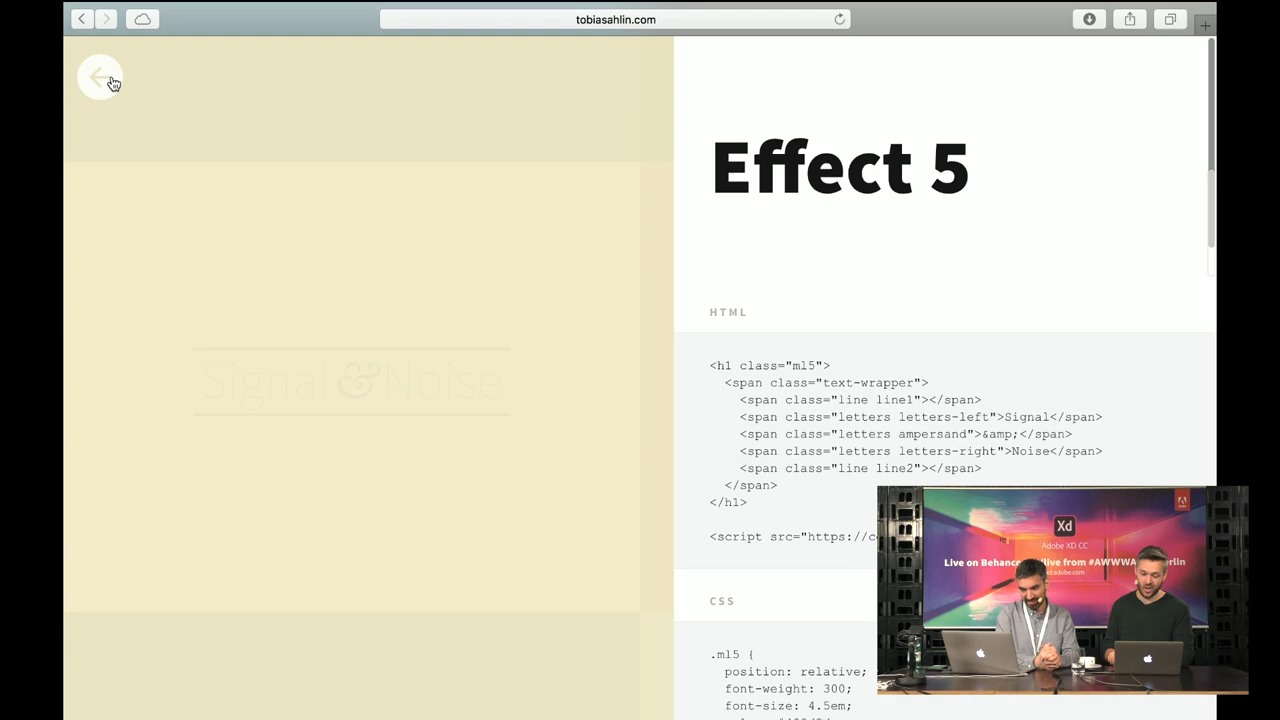 tobiasahlin.com
Effect 5
Signal & Noise
HTML
<h1 class="ml5">
<span class="text-wrapper">
<span class="line line1"></span>
<span class="letters letters-left">Signal</span>
<span class="letters ampersand">&amp;</span>
<span class="letters letters-right">Noise</span>
<span class="line line2"></span>
</span>
</h1>
<script src="https://c
CSS
.ml5 {
position: relative;
font-weight: 300;
font-size: 4.5em;
Xd
Adobe XD CC
Live on Behance
live from #AWWWA
rlin